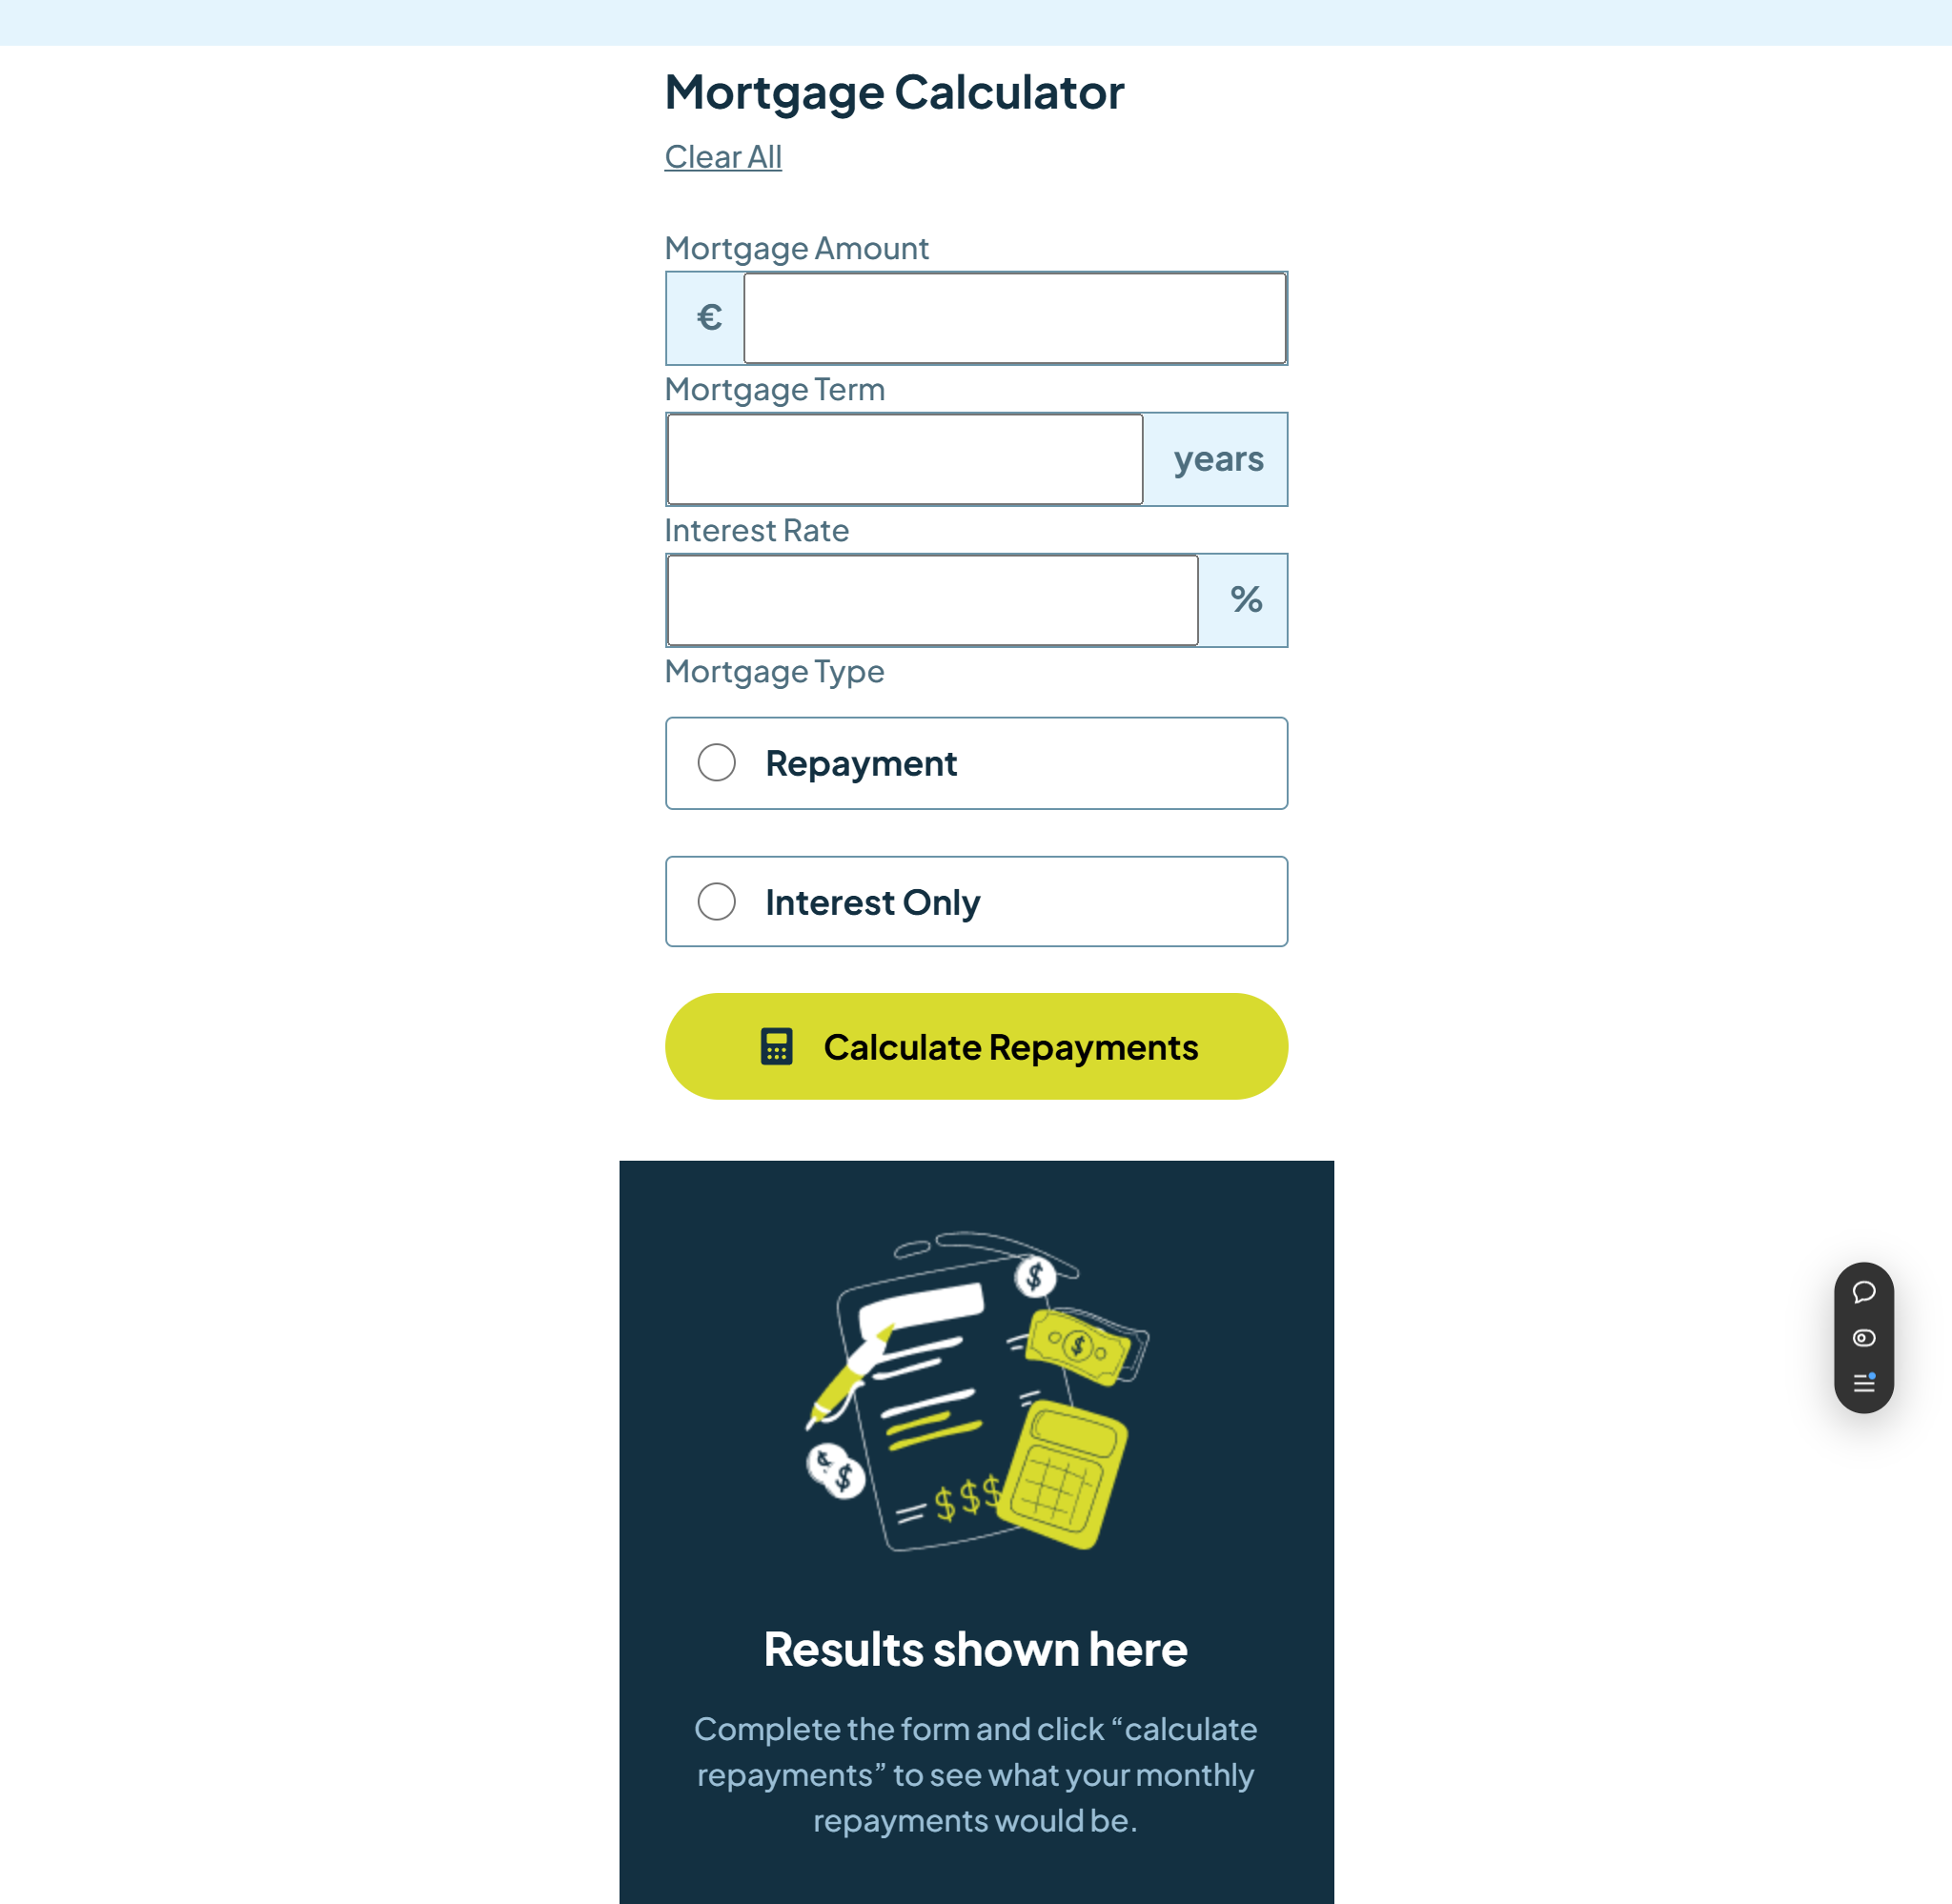 Mortgage Calculator
Clear All
Mortgage Amount
€
Mortgage Term
years
Interest Rate
%
Mortgage Type
Repayment
Interest Only
Calculate Repayments
$
$
$
$
= $$$
Results shown here
Complete the form and click “calculate
repayments” to see what your monthly
repayments would be.